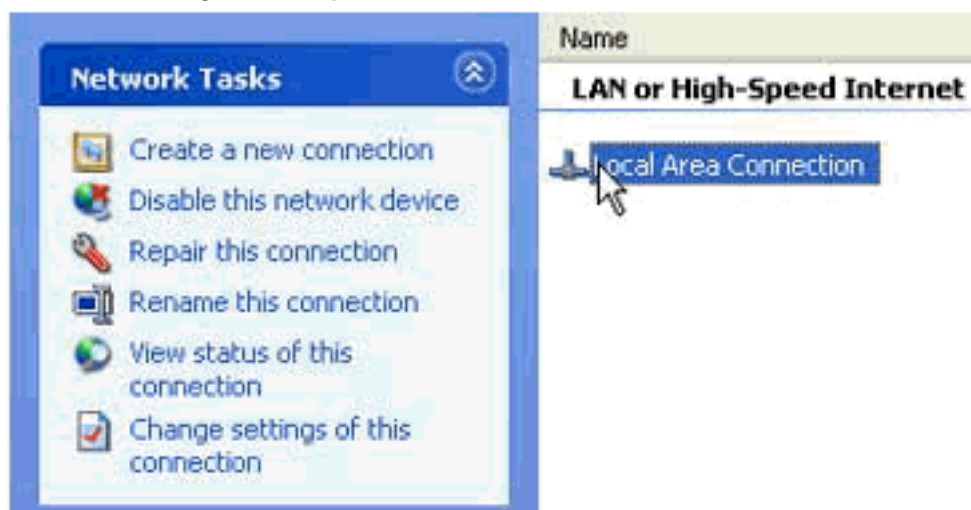 Network Tasks
Create a new connection
Disable this network device
Repair this connection
Rename this connection
View status of this
connection
Change settings of this
connection
Name
LAN or High-Speed Internet
Local Area Connection